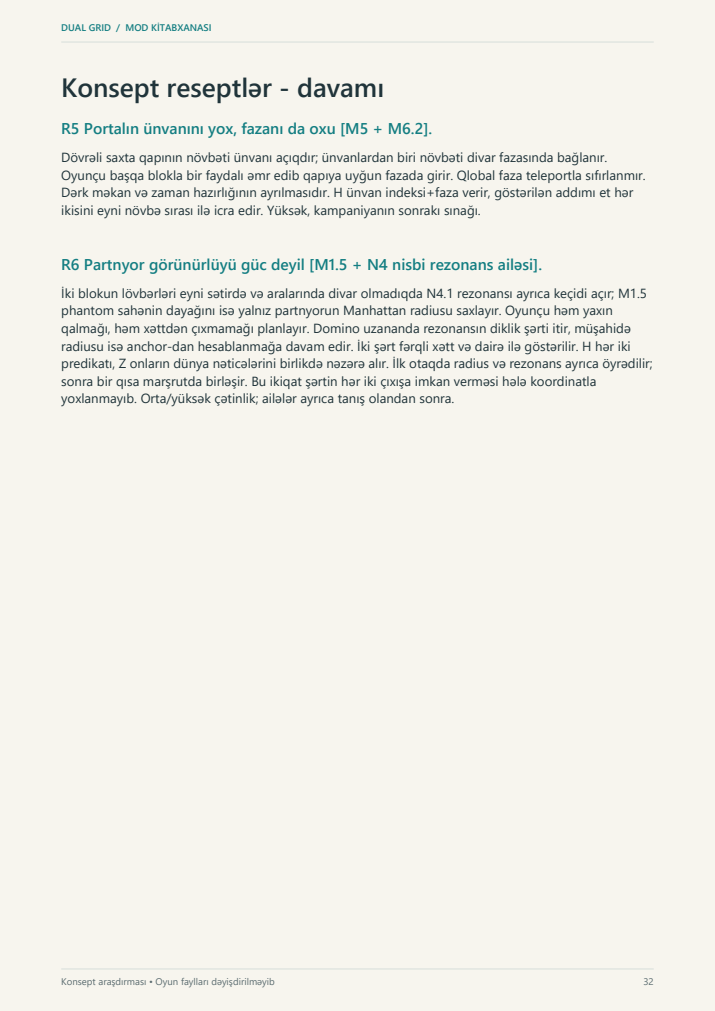 DUAL GRID / MOD KİTABXANASI
Konsept reseptlər - davamı
R5 Portalın ünvanını yox, fazanı da oxu [M5 + M6.2].
Dövrəli saxta qapının növbəti ünvanı açıqdır; ünvanlardan biri növbəti divar fazasında bağlanır.
Oyunçu başqa blokla bir faydalı əmr edib qapıya uyğun fazada girir. Qlobal faza teleportla sıfırlanmır.
Dərk məkan və zaman hazırlığının ayrılmasıdır. H ünvan indeksi+faza verir, göstərilən addımı et hər
ikisini eyni növbə sırası ilə icra edir. Yüksək, kampaniyanın sonrakı sınağı.
R6 Partnyor görünürlüyü güc deyil [M1.5 + N4 nisbi rezonans ailəsi].
İki blokun lövbərləri eyni sətirdə və aralarında divar olmadıqda N4.1 rezonansı ayrıca keçidi açır; M1.5
phantom səhənin dayağını isə yalnız partnyorun Manhattan radiusu saxlayır. Oyunçu həm yaxın
qalmağı, həm xəttdən çıxmamağı planlayır. Domino uzananda rezonansın diklik şərti itir, müşahidə
radiusu isə anchor-dan hesablanmağa davam edir. İki şərt fərqli xətt və dairə ilə göstərilir. H hər iki
predikatı, Z onların dünya nəticələrini birlikdə nəzərə alır. İlk otaqda radius və rezonans ayrıca öyrədilir;
sonra bir qısa marşrutda birləşir. Bu ikiqat şərtin hər iki çıxışa imkan verməsi hələ koordinatla
yoxlanmayıb. Orta/yüksək çətinlik; ailələr ayrıca tanış olandan sonra.
Konsept araşdırması • Oyun faylları dəyişdirilməyib
32